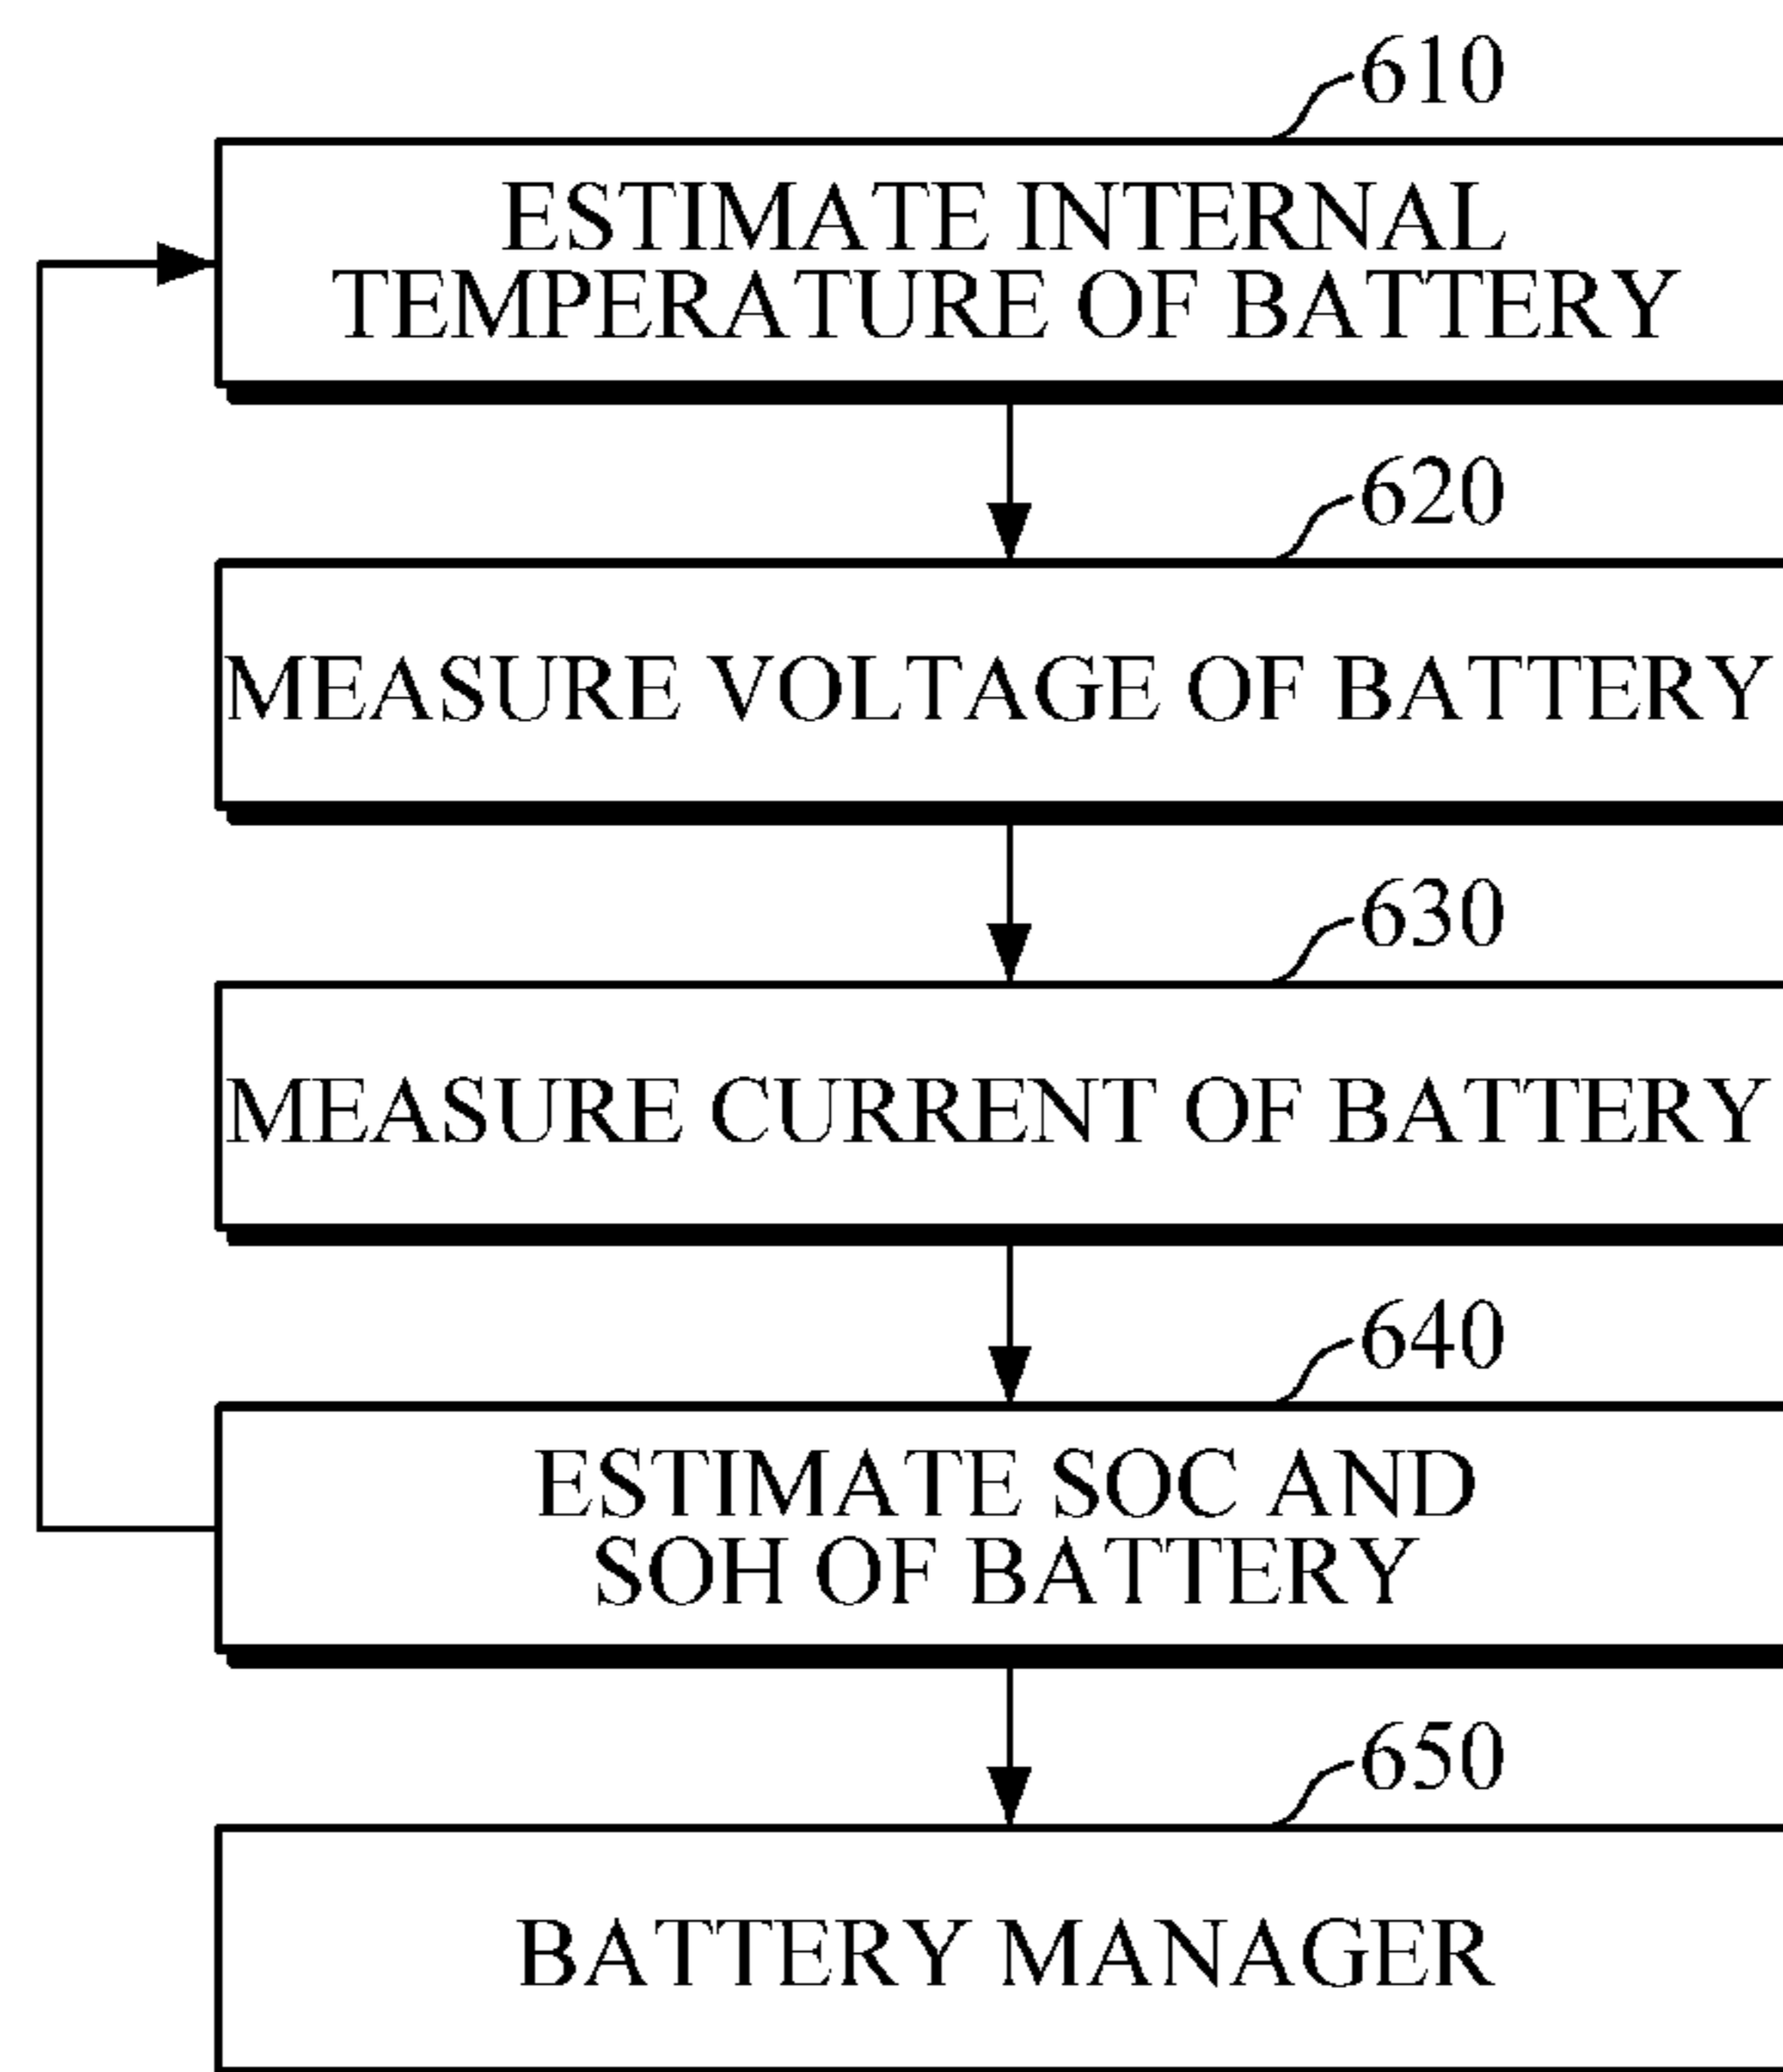 610
ESTIMATE INTERNAL
TEMPERATURE OF BATTERY
620
MEASURE VOLTAGE OF BATTERY
630
MEASURE CURRENT OF BATTERY
640
ESTIMATE SOC AND
SOH OF BATTERY
650
BATTERY MANAGER